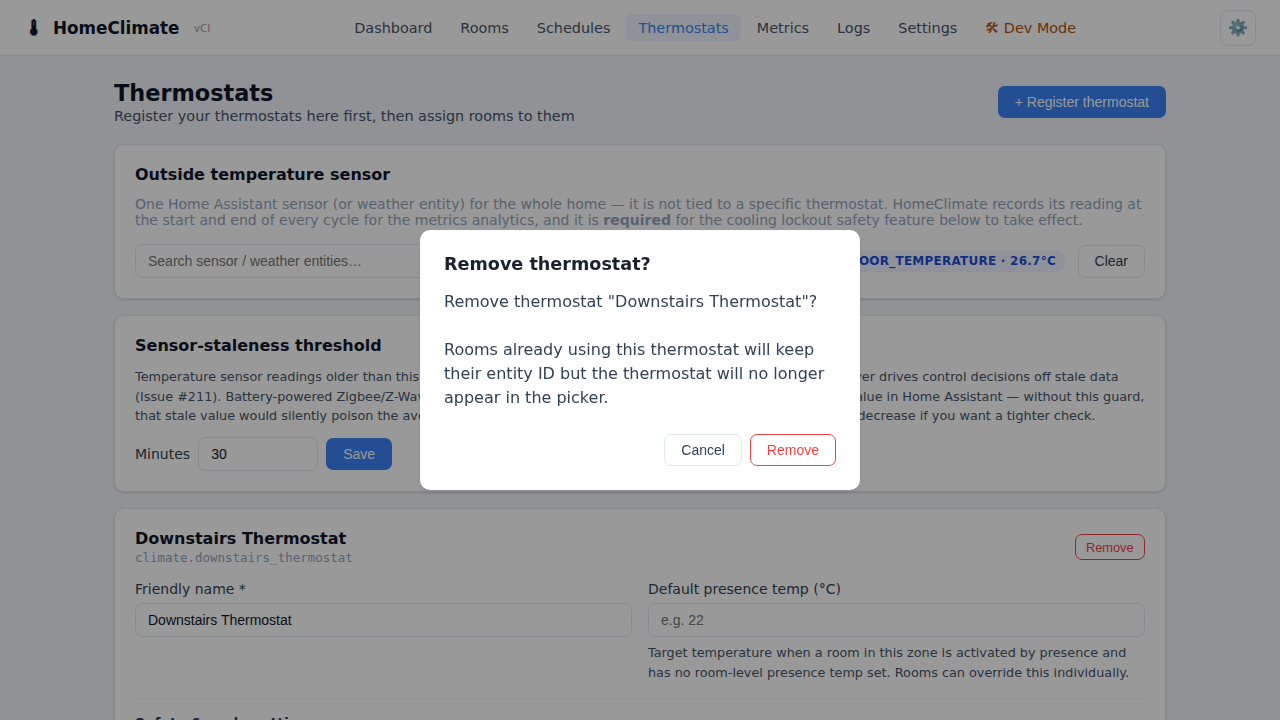 🌡 HomeClimate vCI Dashboard Rooms Schedules Thermostats Metrics Logs Settings 🛠 Dev Mode ⚙️
Thermostats
Register your thermostats here first, then assign rooms to them
+ Register thermostat
Outside temperature sensor
One Home Assistant sensor (or weather entity) for the whole home — it is not tied to a specific thermostat. HomeClimate records its reading at
the start and end of every cycle for the metrics analytics, and it is required for the cooling lockout safety feature below to take effect.
Search sensor / weather entities…
OOR_TEMPERATURE · 26.7°C Clear
Remove thermostat?
Remove thermostat "Downstairs Thermostat"?
Rooms already using this thermostat will keep
their entity ID but the thermostat will no longer
appear in the picker.
Cancel Remove
Sensor-staleness threshold
Temperature sensor readings older than this
drives control decisions off stale data
(Issue #211). Battery-powered Zigbee/Z-Wav
in Home Assistant — without this guard,
that stale value would silently poison the
decrease if you want a tighter check.
Minutes 30 Save
Downstairs Thermostat
climate.downstairs_thermostat
Remove
Friendly name * Default presence temp (°C)
Downstairs Thermostat e.g. 22
Target temperature when a room in this zone is activated by presence and
has no room-level presence temp set. Rooms can override this individually.